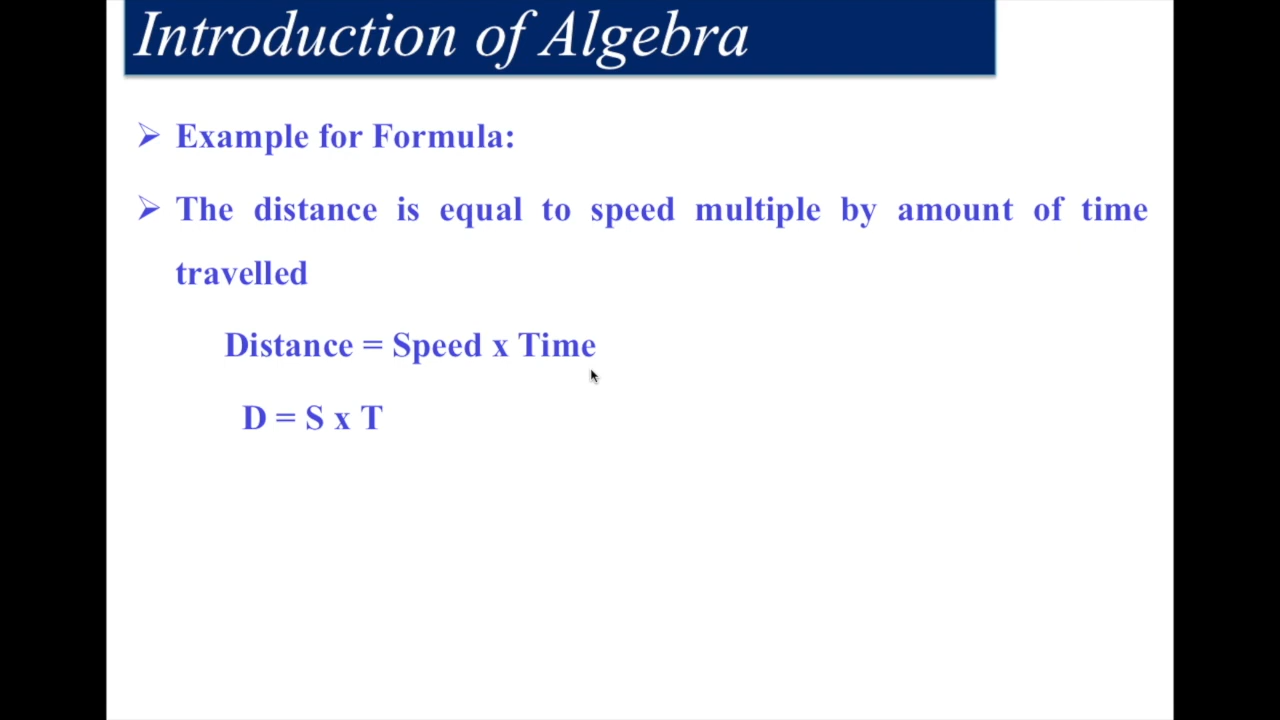 Introduction of Algebra
➢ Example for Formula:
➢ The distance is equal to speed multiple by amount of time
travelled
Distance = Speed x Time
D = S x T